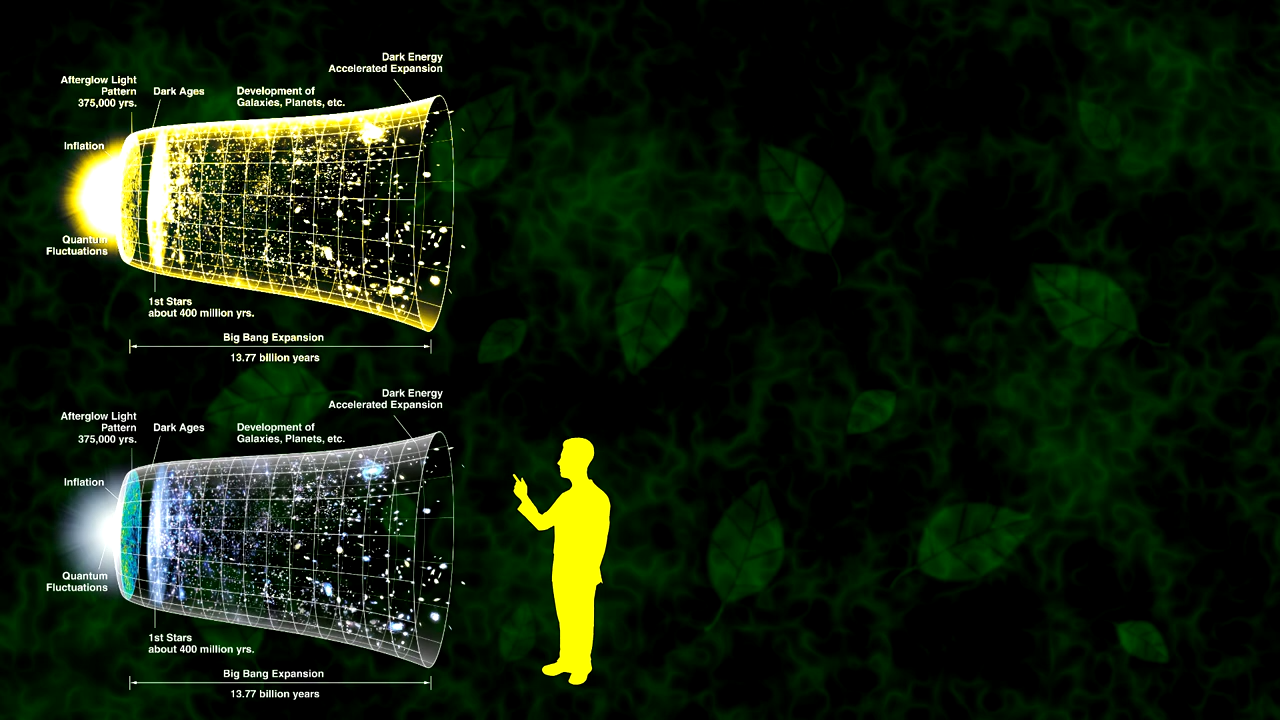 Dark Energy
Accelerated Expansion
Afterglow Light
Pattern
375,000 yrs.
Dark Ages
Development of
Galaxies, Planets, etc.
Inflation
Quantum
Fluctuations
1st Stars
about 400 million yrs.
Big Bang Expansion
13.77 billion years
Dark Energy
Accelerated Expansion
Afterglow Light
Pattern
375,000 yrs.
Dark Ages
Development of
Galaxies, Planets, etc.
Inflation
Quantum
Fluctuations
1st Stars
about 400 million yrs.
Big Bang Expansion
13.77 billion years